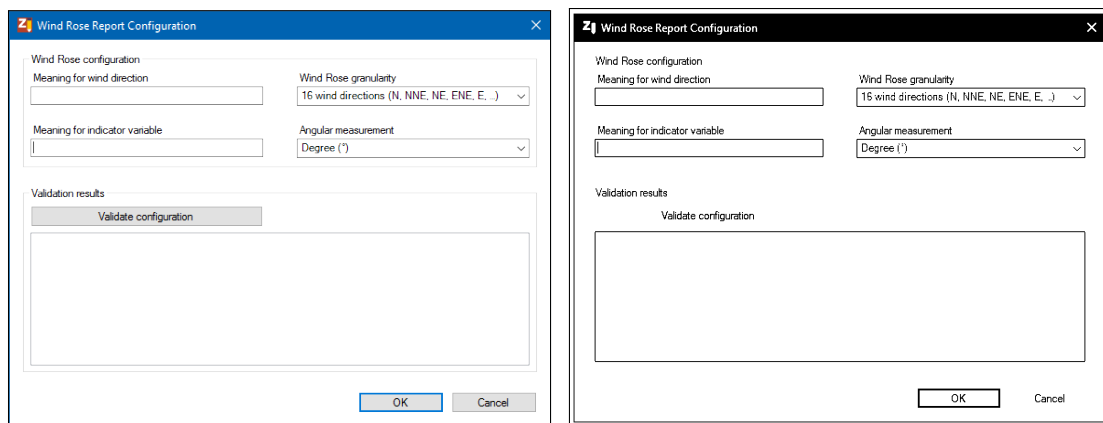 Wind Rose Report Configuration
Wind Rose configuration
Meaning for wind direction
Wind Rose granularity
16 wind directions (N, NNE, NE, ENE, E, ..)
Meaning for indicator variable
Angular measurement
Degree (°)
Validation results
Validate configuration
OK
Cancel
Wind Rose Report Configuration
Wind Rose configuration
Meaning for wind direction
Wind Rose granularity
16 wind directions (N, NNE, NE, ENE, E, ..)
Meaning for indicator variable
Angular measurement
Degree (°)
Validation results
Validate configuration
OK
Cancel